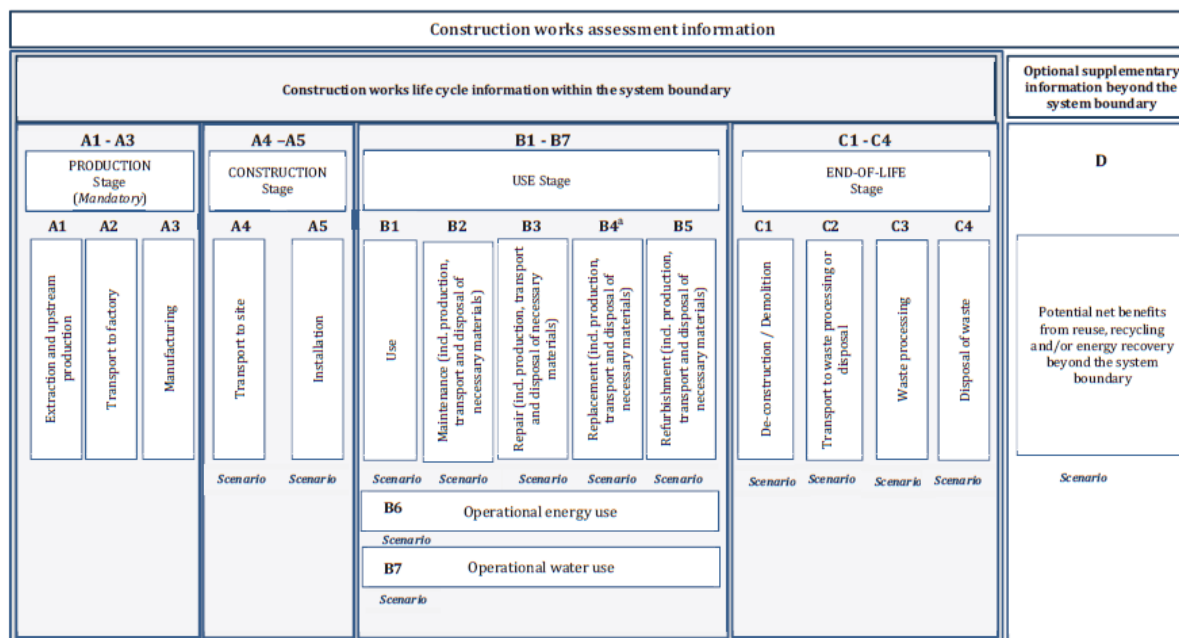 Construction works assessment information
Construction works life cycle information within the system boundary
Optional supplementary
information beyond the
system boundary
A1 - A3
PRODUCTION
Stage
(Mandatory)
A4 –A5
CONSTRUCTION
Stage
B1 - B7
USE Stage
C1 - C4
END-OF-LIFE
Stage
D
A1
A2
A3
A4
A5
B1
B2
B3
B4ª
B5
C1
C2
C3
C4
Extraction and upstream
production
Transport to factory
Manufacturing
Transport to site
Installation
Use
Maintenance (incl. production,
transport and disposal of
necessary materials)
Repair (incl. production, transport
and disposal of necessary
materials)
Replacement (incl. production,
transport and disposal of
necessary materials)
Refurbishment (incl. production,
transport and disposal of
necessary materials)
De-construction / Demolition
Transport to waste processing or
disposal
Waste processing
Disposal of waste
Potential net benefits
from reuse, recycling
and/or energy recovery
beyond the system
boundary
Scenario
Scenario
Scenario
Scenario
Scenario
Scenario
Scenario
Scenario
Scenario
Scenario
Scenario
Scenario
B6
Operational energy use
Scenario
B7
Operational water use
Scenario